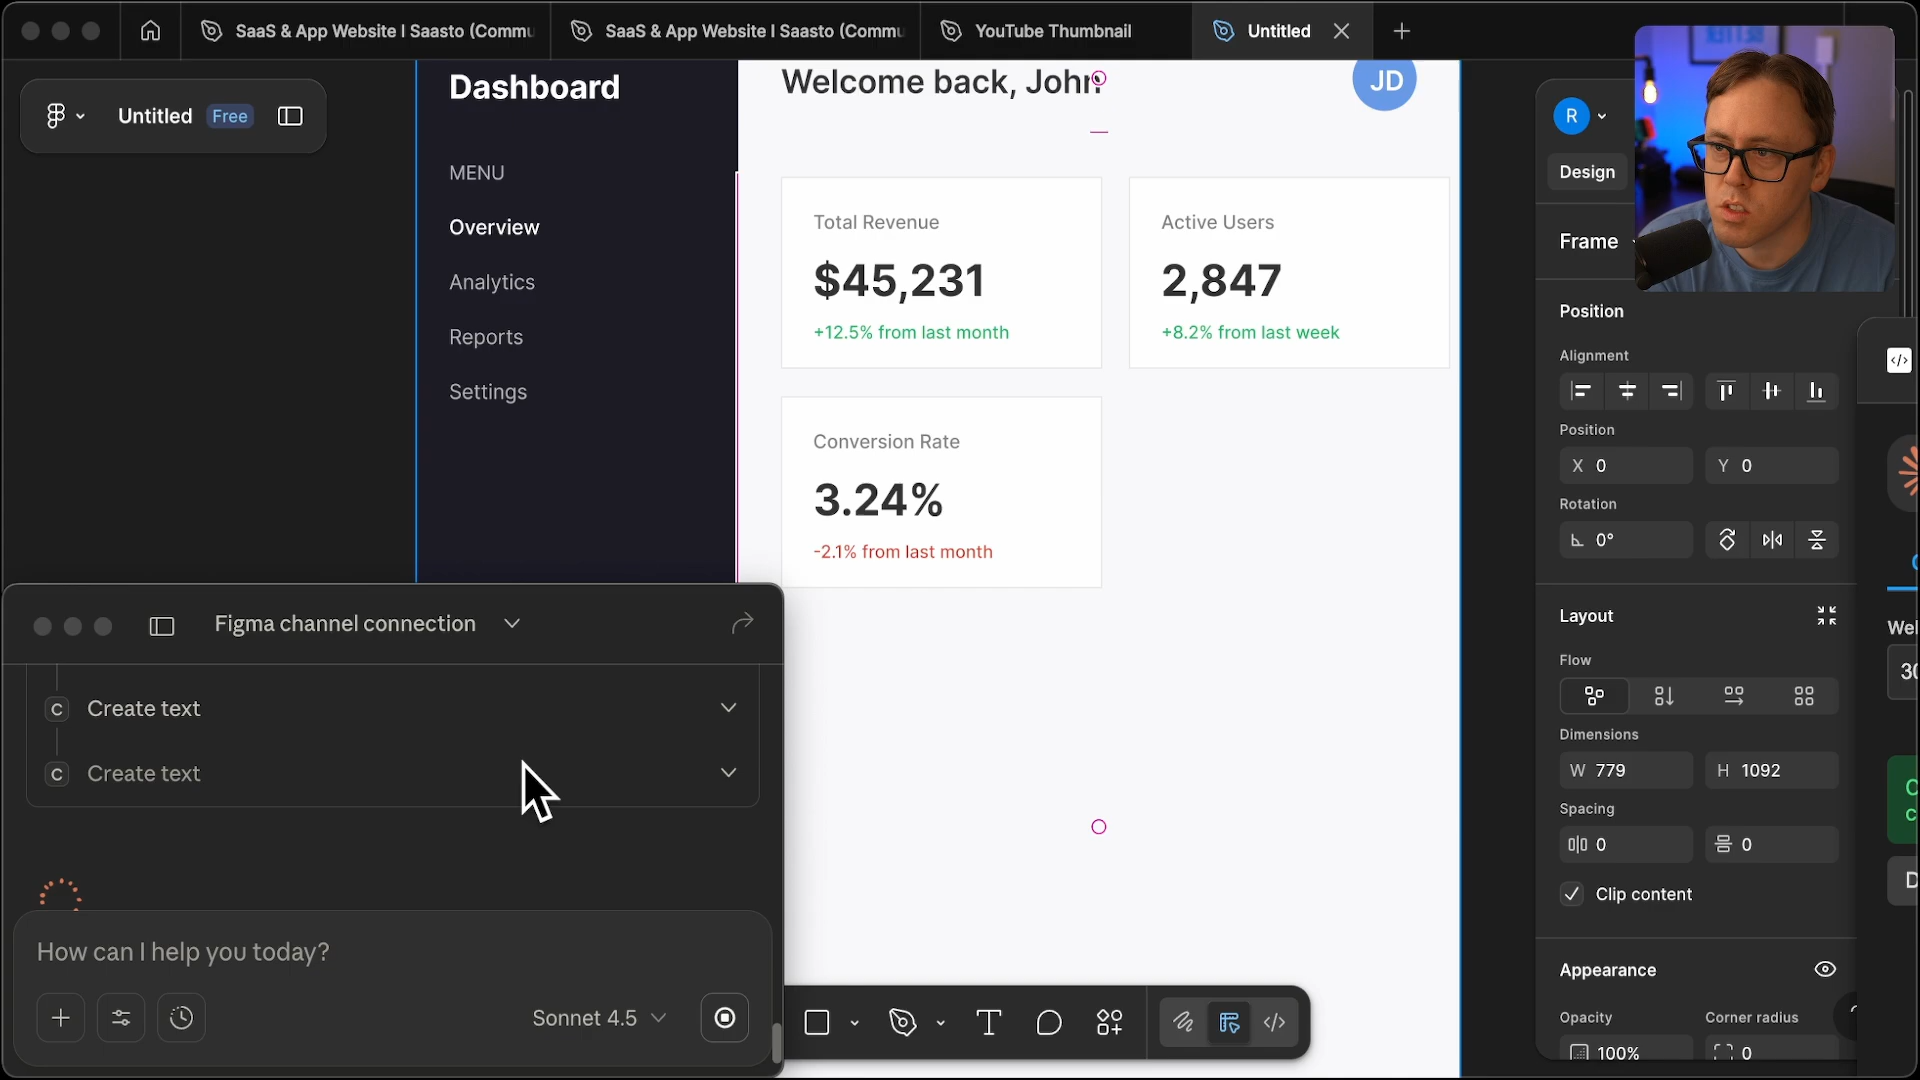 SaaS & App Website | Saasto (Commu
SaaS & App Website | Saasto (Commu
YouTube Thumbnail
Untitled
Untitled
Free
Dashboard
MENU
Overview
Analytics
Reports
Settings
Welcome back, John
JD
Total Revenue
$45,231
+12.5% from last month
Active Users
2,847
+8.2% from last week
Conversion Rate
3.24%
-2.1% from last month
Figma channel connection
C Create text
C Create text
How can I help you today?
Sonnet 4.5
R
Design
Frame
Position
Alignment
Position
X 0
Y 0
Rotation
0°
Layout
Flow
Dimensions
W 779
H 1092
Spacing
0
0
Clip content
Appearance
Opacity
Corner radius
100%
0
Wel
30